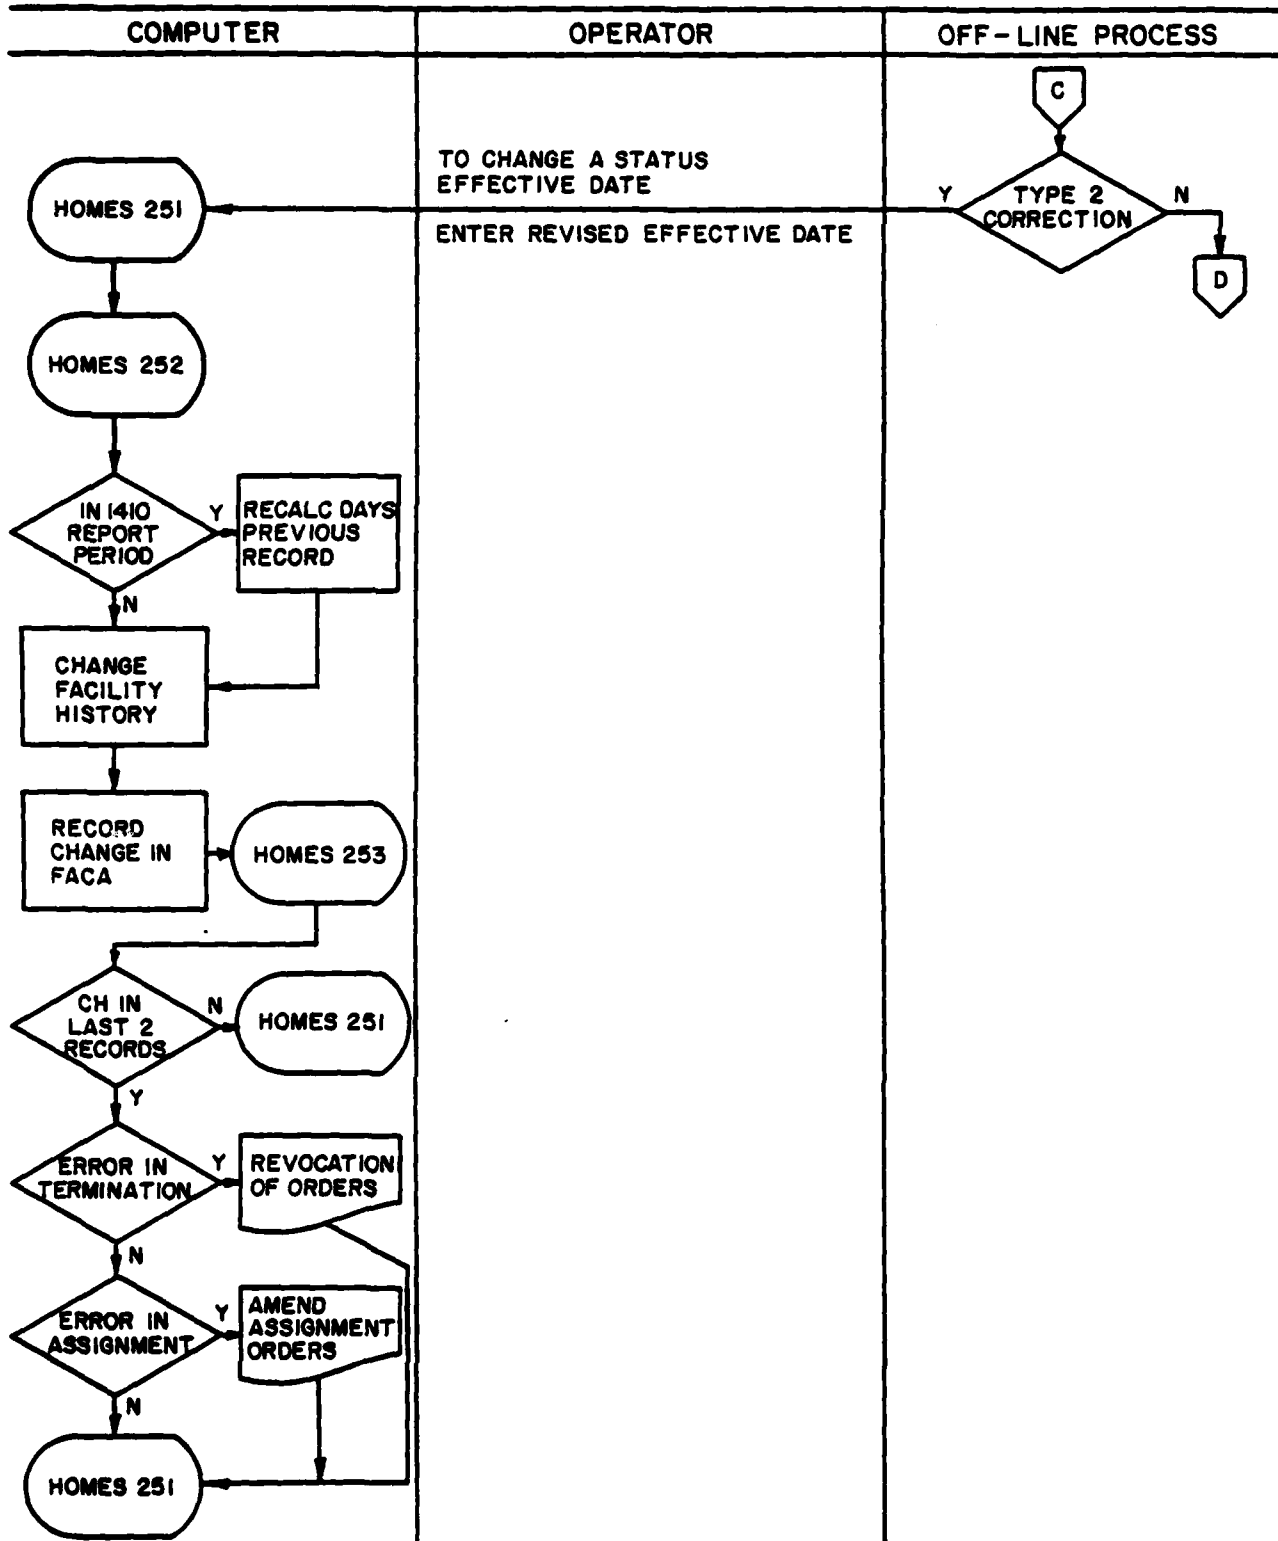 COMPUTER
OPERATOR
OFF-LINE PROCESS
C
TO CHANGE A STATUS
EFFECTIVE DATE
ENTER REVISED EFFECTIVE DATE
Y
TYPE 2
CORRECTION
N
D
HOMES 251
HOMES 252
IN 1410
REPORT
PERIOD
Y
RECALC DAYS
PREVIOUS
RECORD
N
CHANGE
FACILITY
HISTORY
RECORD
CHANGE IN
FACA
HOMES 253
CH IN
LAST 2
RECORDS
N
HOMES 251
Y
ERROR IN
TERMINATION
Y
REVOCATION
OF ORDERS
N
ERROR IN
ASSIGNMENT
Y
AMEND
ASSIGNMENT
ORDERS
N
HOMES 251